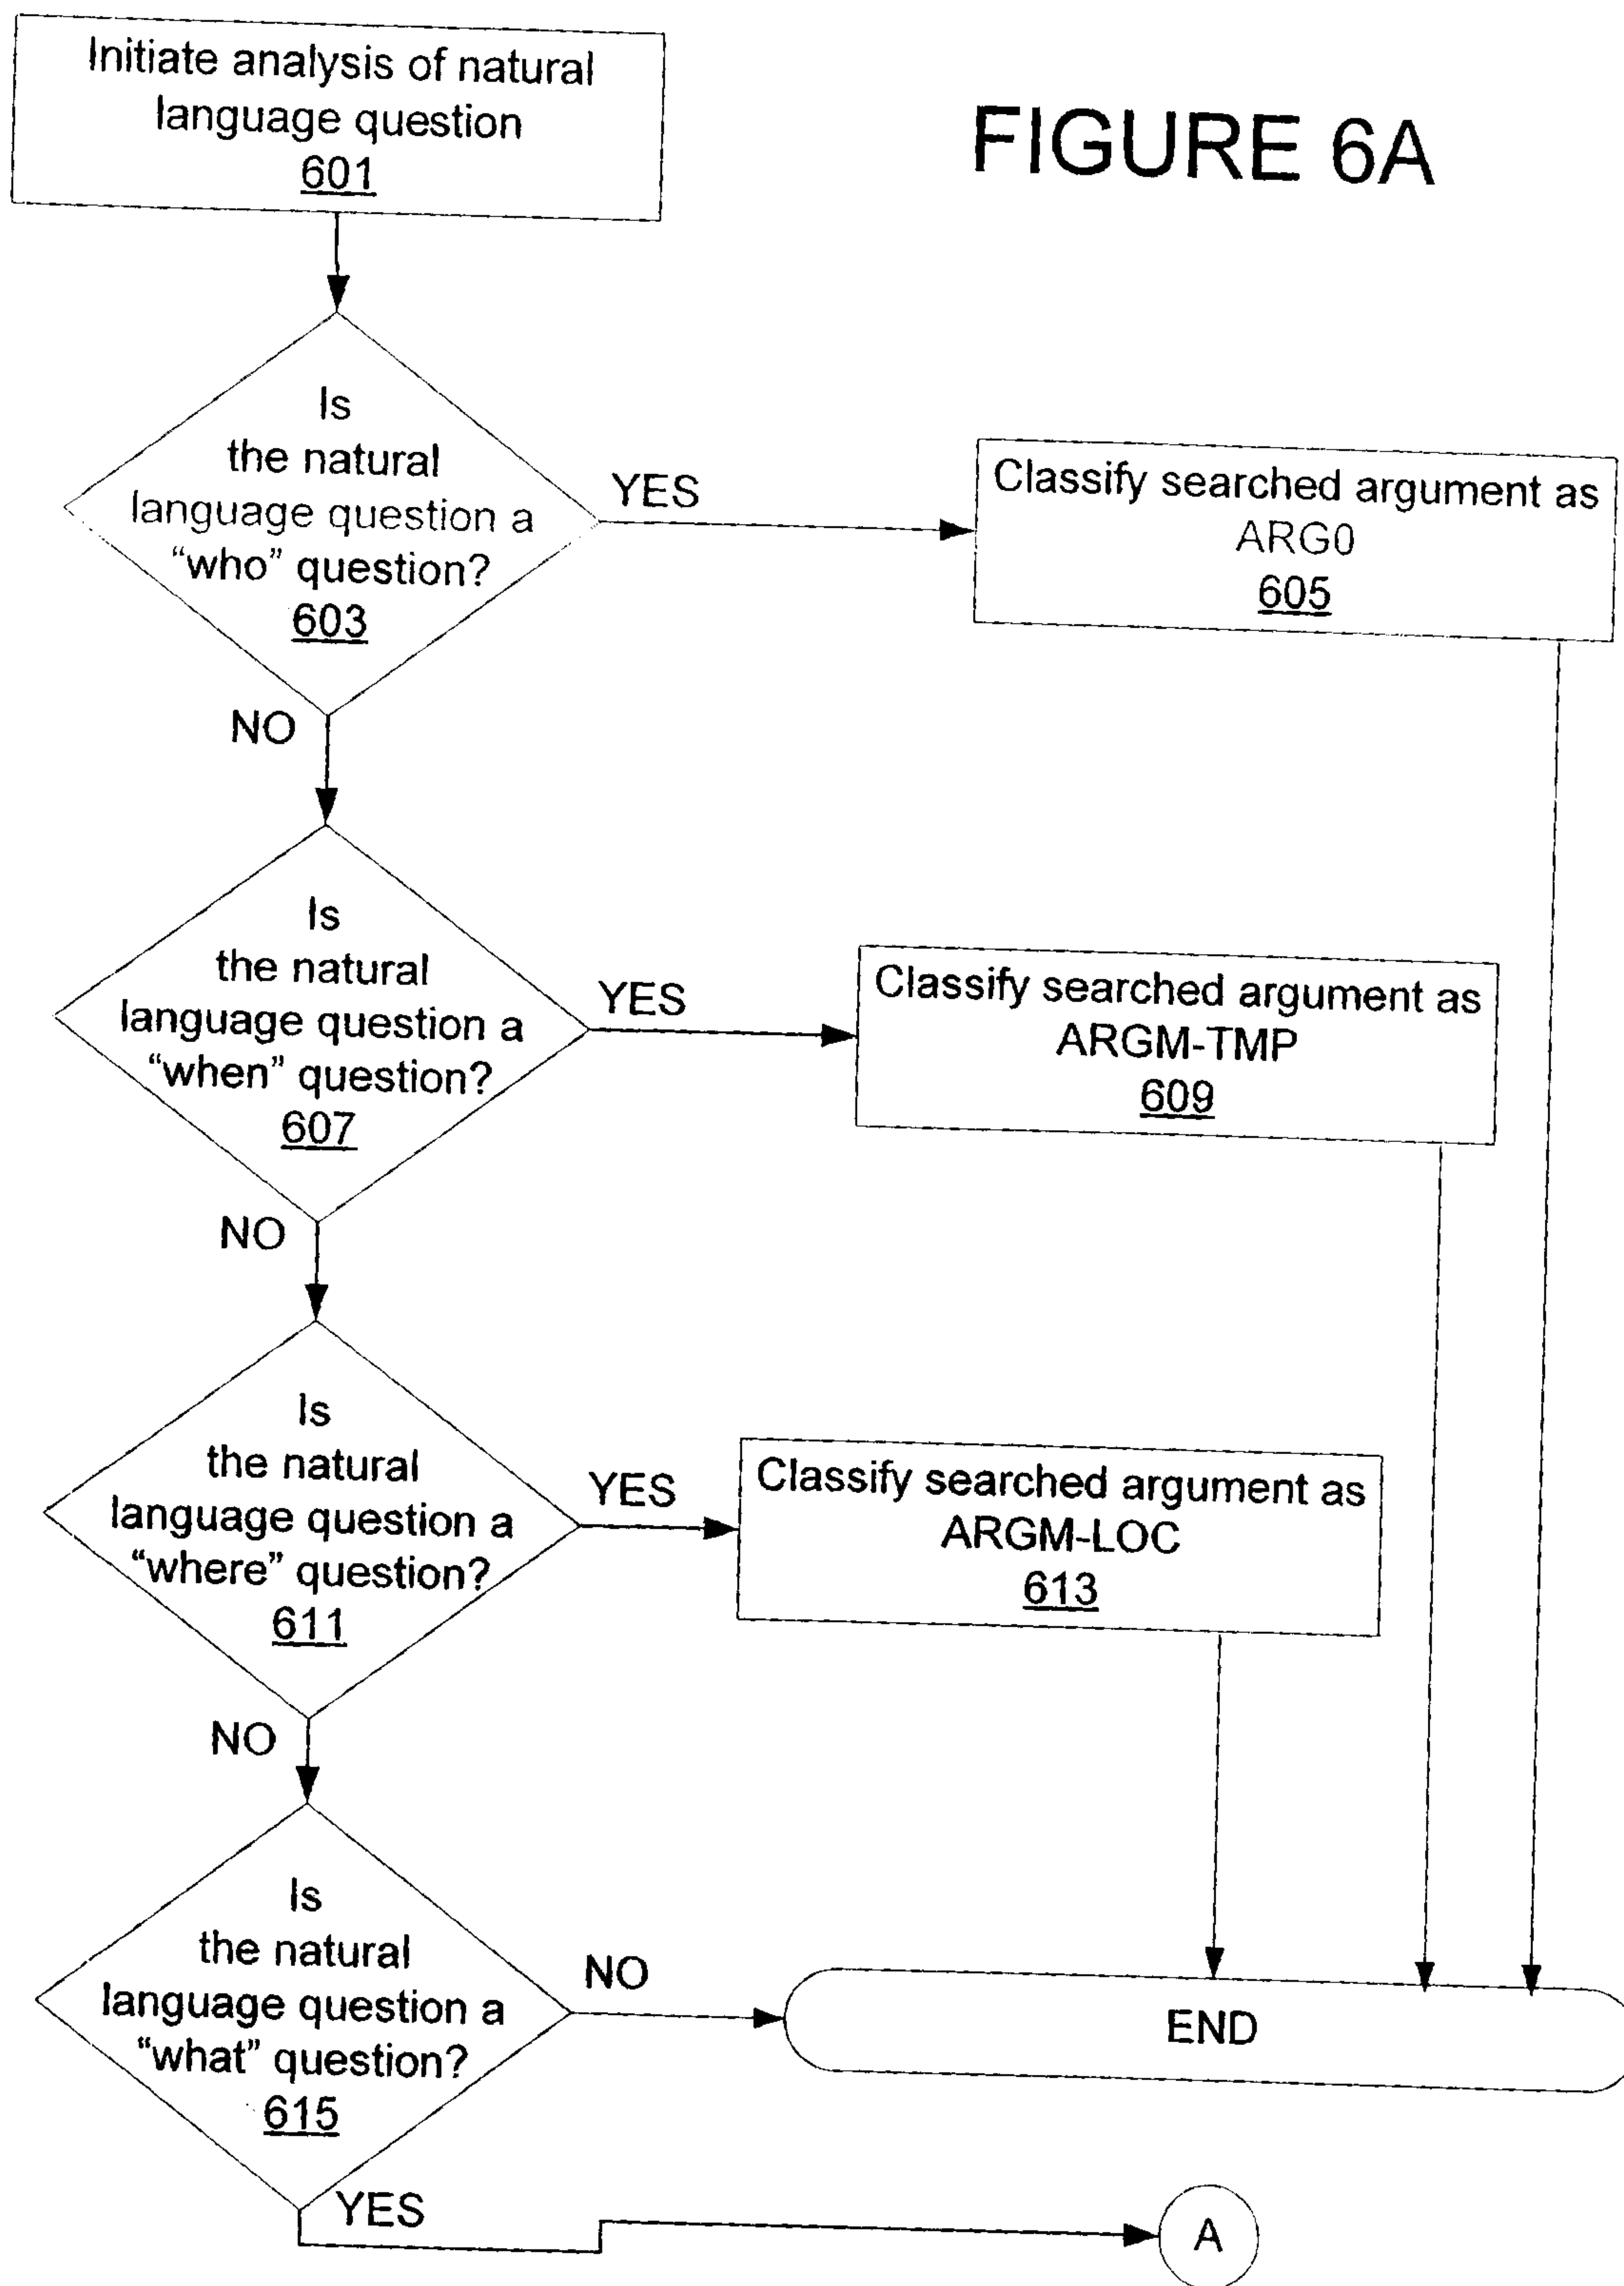 Initiate analysis of natural
language question
601
FIGURE 6A
Is
the natural
language question a
“who” question?
603
YES
Classify searched argument as
ARG0
605
NO
Is
the natural
language question a
“when” question?
607
YES
Classify searched argument as
ARGM-TMP
609
NO
Is
the natural
language question a
“where” question?
611
YES
Classify searched argument as
ARGM-LOC
613
NO
Is
the natural
language question a
“what” question?
615
NO
END
YES
A